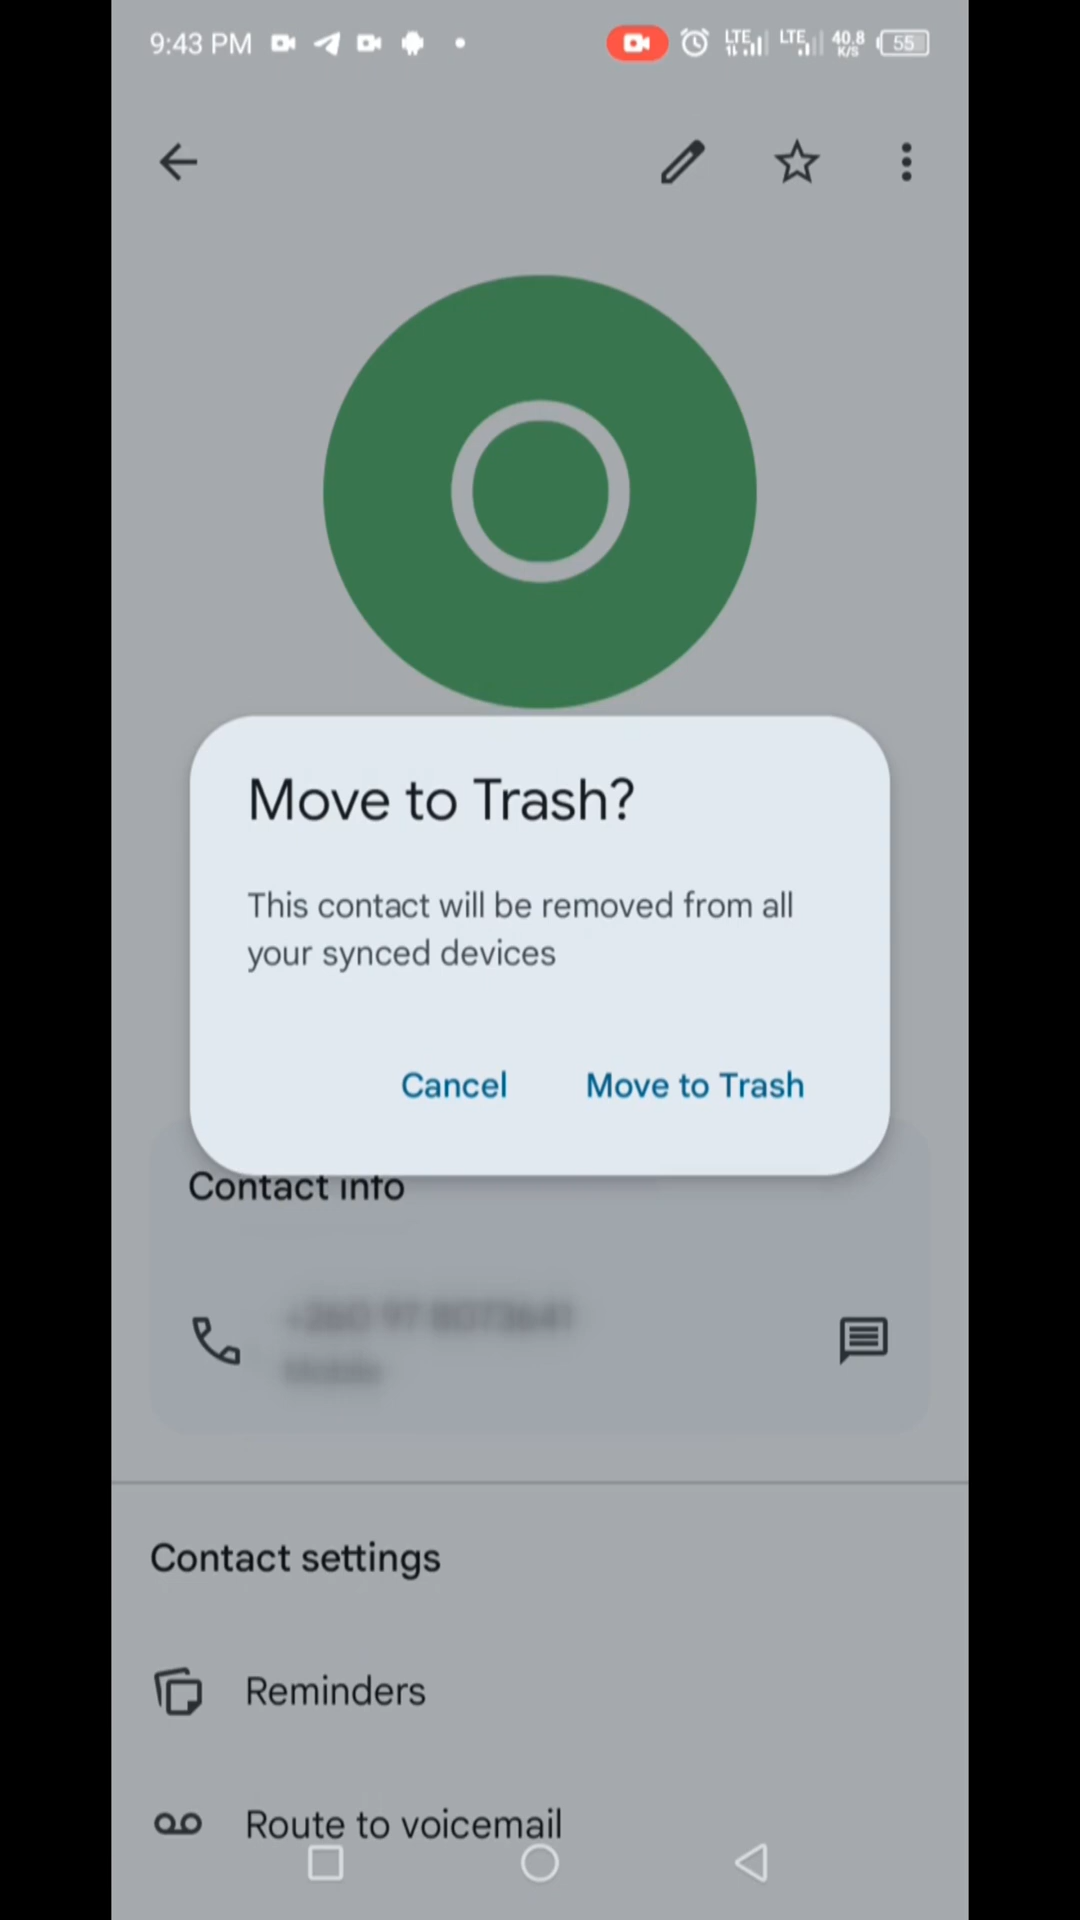 9:43 PM
LTE
LTE
40.8
K/S
55
O
Move to Trash?
This contact will be removed from all
your synced devices
Cancel
Move to Trash
Contact info
Contact settings
Reminders
Route to voicemail